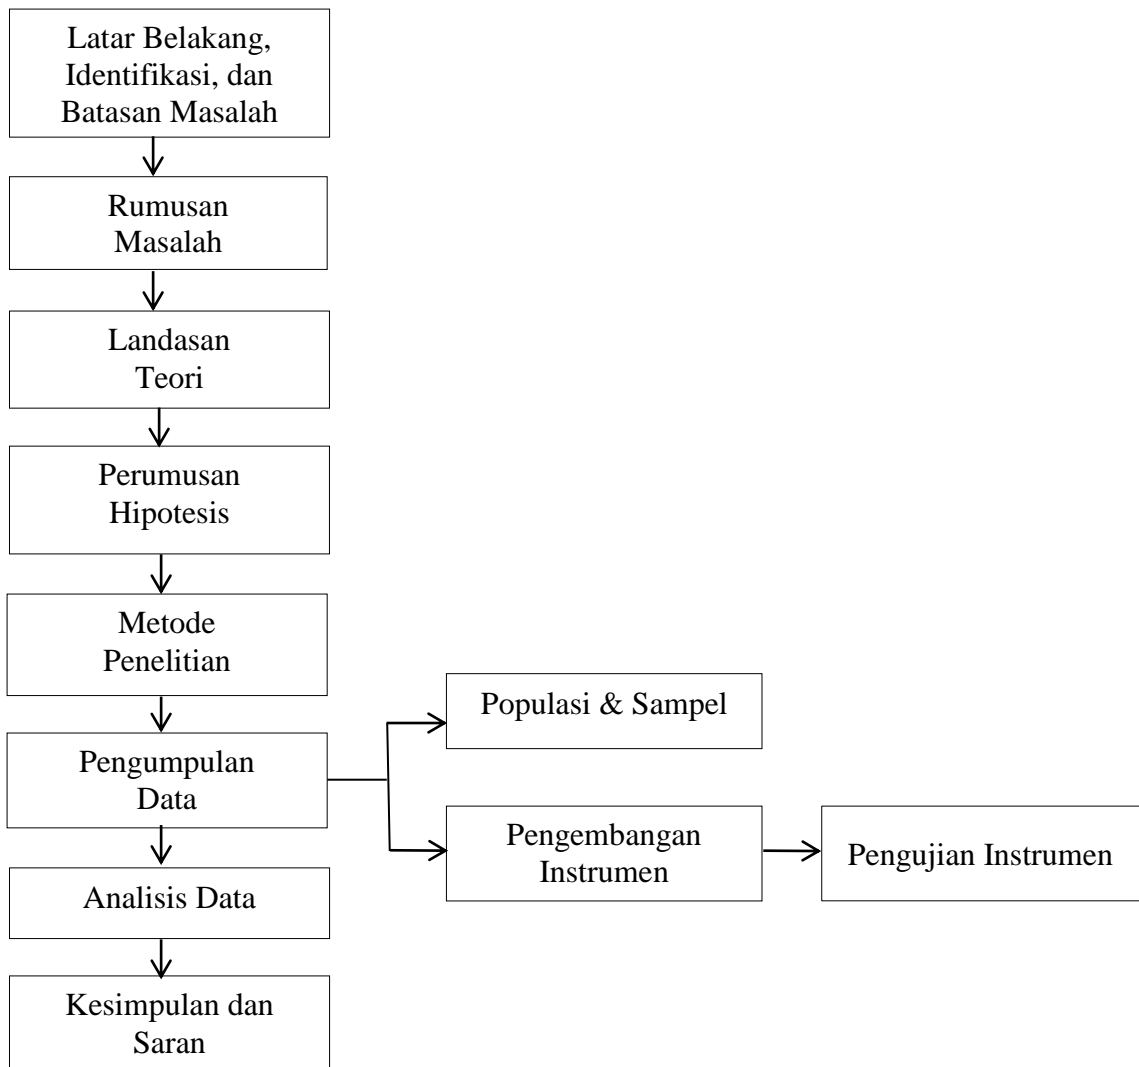 Latar Belakang,
Identifikasi, dan
Batasan Masalah
Rumusan
Masalah
Landasan
Teori
Perumusan
Hipotesis
Metode
Penelitian
Pengumpulan
Data
Populasi & Sampel
Pengembangan
Instrumen
Pengujian Instrumen
Analisis Data
Kesimpulan dan
Saran